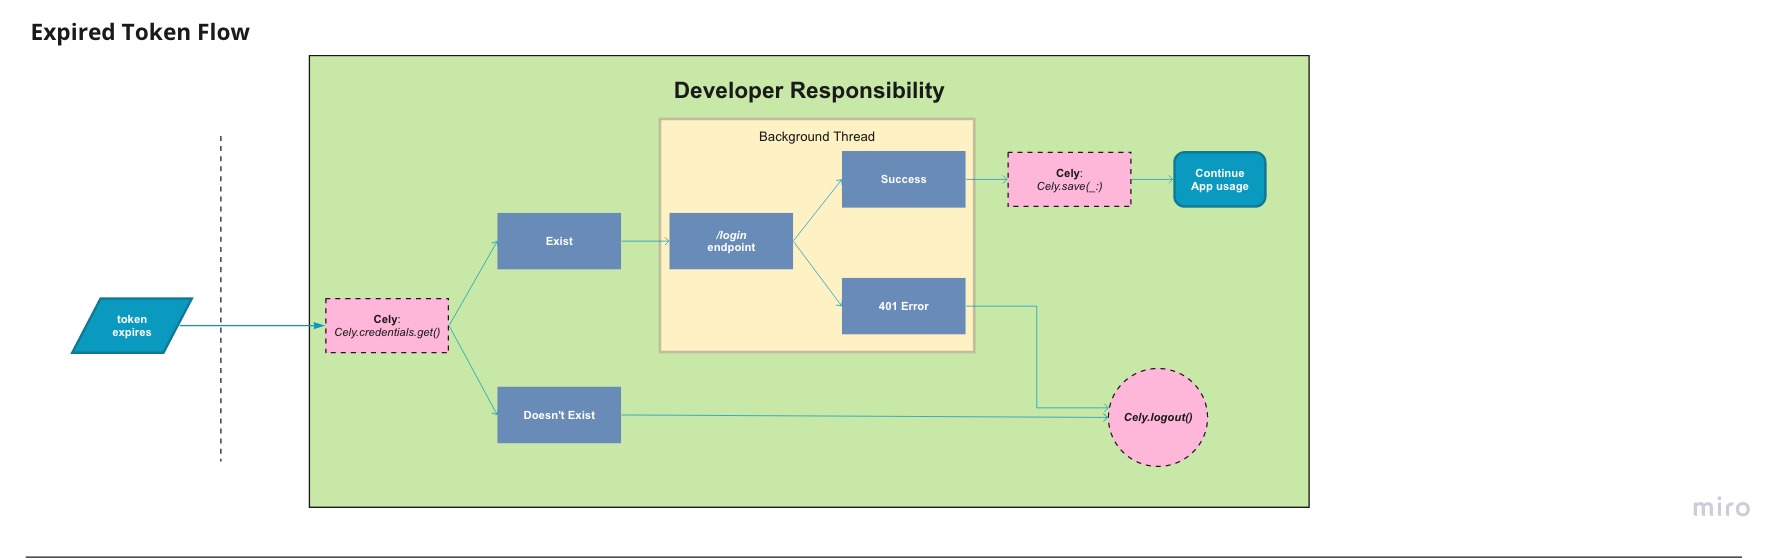 Expired Token Flow
Developer Responsibility
Background Thread
Success
Cely:
Cely.save(_:)
Continue
App usage
Exist
/login
endpoint
401 Error
token
expires
Cely:
Cely.credentials.get()
Doesn't Exist
Cely.logout()
miro